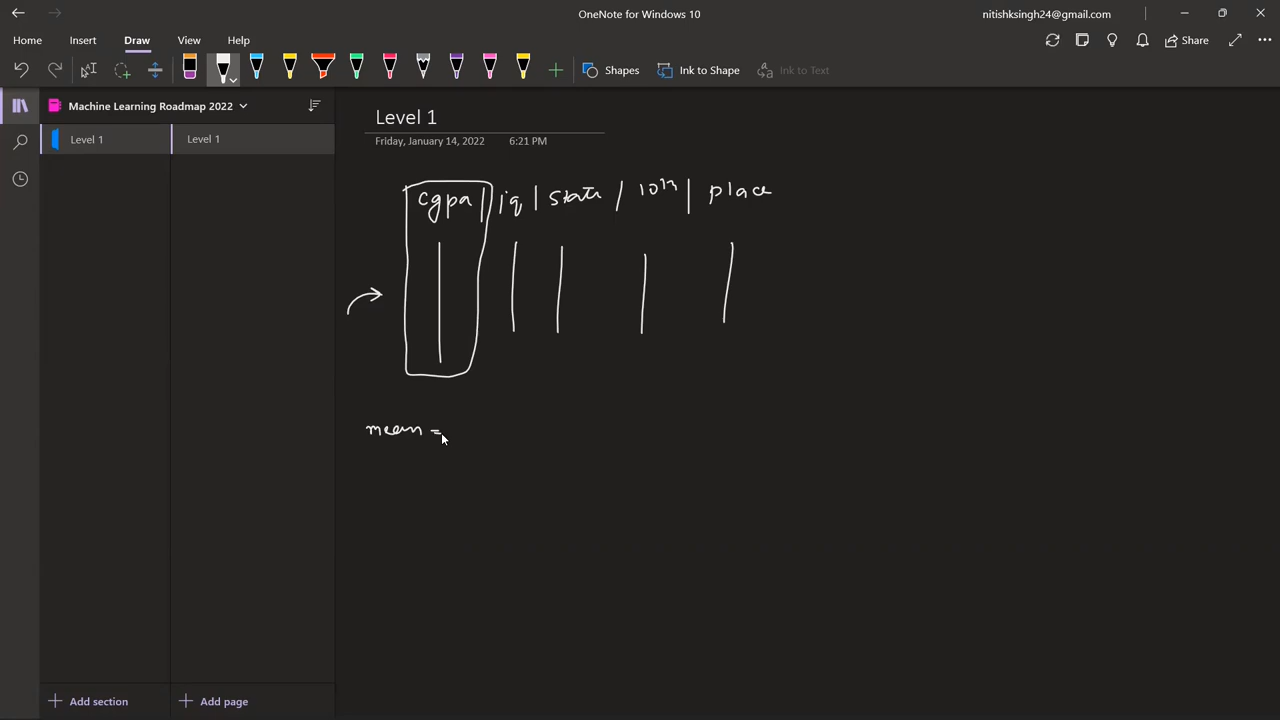 OneNote for Windows 10
nitishksingh24@gmail.com
Home
Insert
Draw
View
Help
Share
Shapes
Ink to Shape
Ink to Text
Machine Learning Roadmap 2022
Level 1
Level 1
Level 1
Friday, January 14, 2022 6:21 PM
cgpa | iq | state | 10th | place
mean =
Add section
Add page